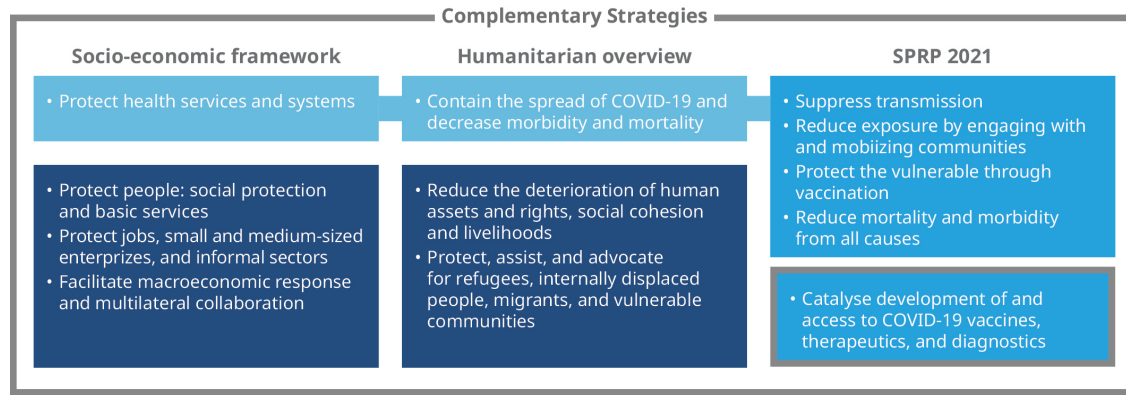 Complementary Strategies
Socio-economic framework
• Protect health services and systems
• Protect people: social protection
and basic services
• Protect jobs, small and medium-sized
enterprizes, and informal sectors
• Facilitate macroeconomic response
and multilateral collaboration
Humanitarian overview
• Contain the spread of COVID-19 and
decrease morbidity and mortality
• Reduce the deterioration of human
assets and rights, social cohesion
and livelihoods
• Protect, assist, and advocate
for refugees, internally displaced
people, migrants, and vulnerable
communities
SPRP 2021
• Suppress transmission
• Reduce exposure by engaging with
and mobiizing communities
• Protect the vulnerable through
vaccination
• Reduce mortality and morbidity
from all causes
• Catalyse development of and
access to COVID-19 vaccines,
therapeutics, and diagnostics